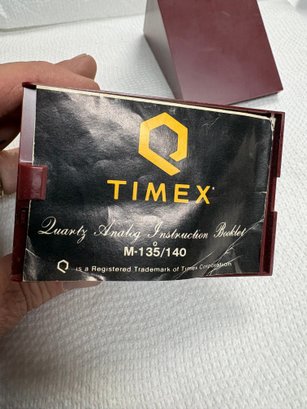 TIMEX
Quartz Analog Instruction Booklet
M-135/140
Q is a Registered Trademark of Timex Corporation